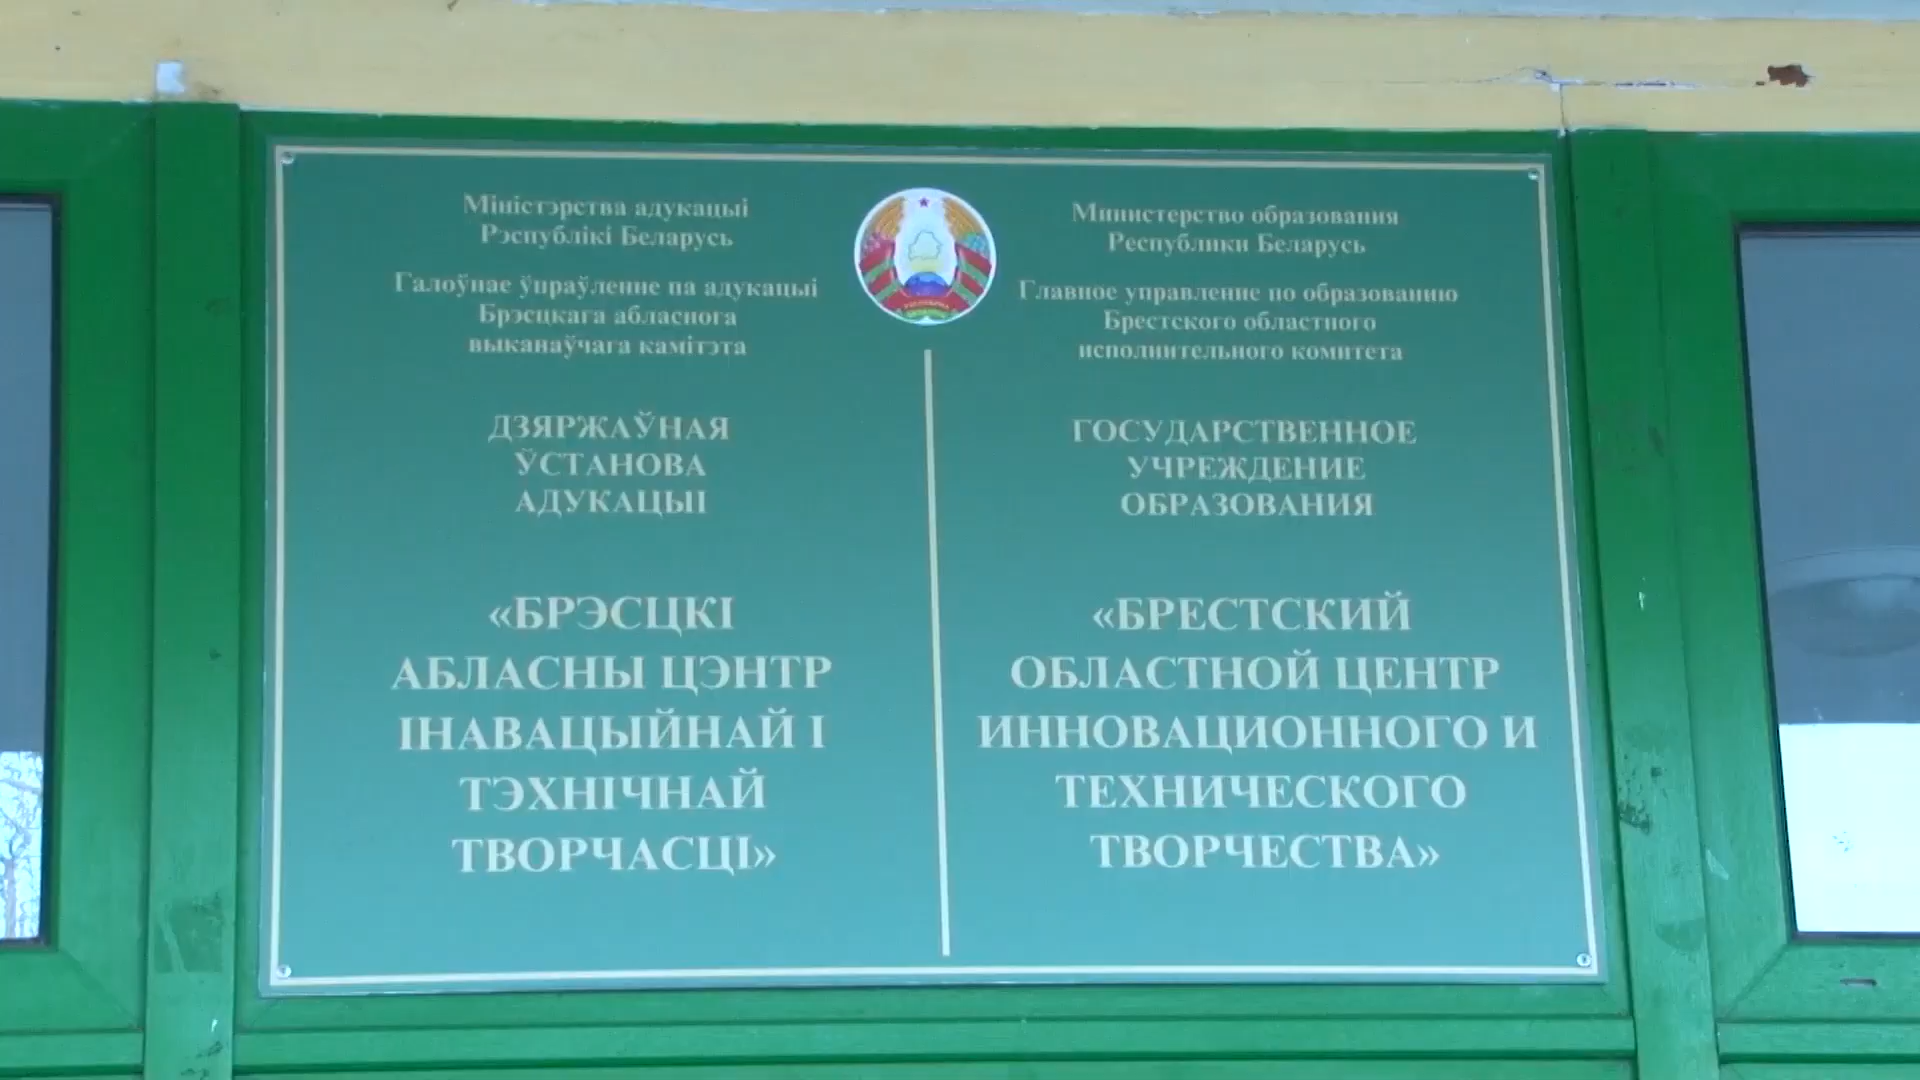 Міністэрства адукацыі
Рэспублікі Беларусь
Галоўнае ўпраўление па адукацыі
Брэсцкага абласнога
выканаўчага камітэта
ДЗЯРЖАЎНАЯ
ЎСТАНОВА
АДУКАЦЫІ
«БРЭСЦКІ
АБЛАСНЫ ЦЭНТР
ІНАВАЦЫЙНАЙ І
ТЭХНІЧНАЙ
ТВОРЧАСЦІ»
Министерство образования
Республики Беларусь
Главное управление по образованию
Брестского областного
исполнительного комитета
ГОСУДАРСТВЕННОЕ
УЧРЕЖДЕНИЕ
ОБРАЗОВАНИЯ
«БРЕСТСКИЙ
ОБЛАСТНОЙ ЦЕНТР
ИННОВАЦИОННОГО И
ТЕХНИЧЕСКОГО
ТВОРЧЕСТВА»